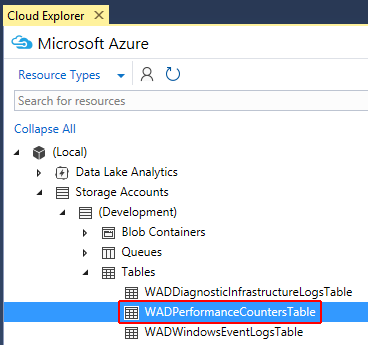 Cloud Explorer
Microsoft Azure
Resource Types
Search for resources
Collapse All
(Local)
Data Lake Analytics
Storage Accounts
(Development)
Blob Containers
Queues
Tables
WADDiagnosticInfrastructureLogsTable
WADPerformanceCountersTable
WADWindowsEventLogsTable